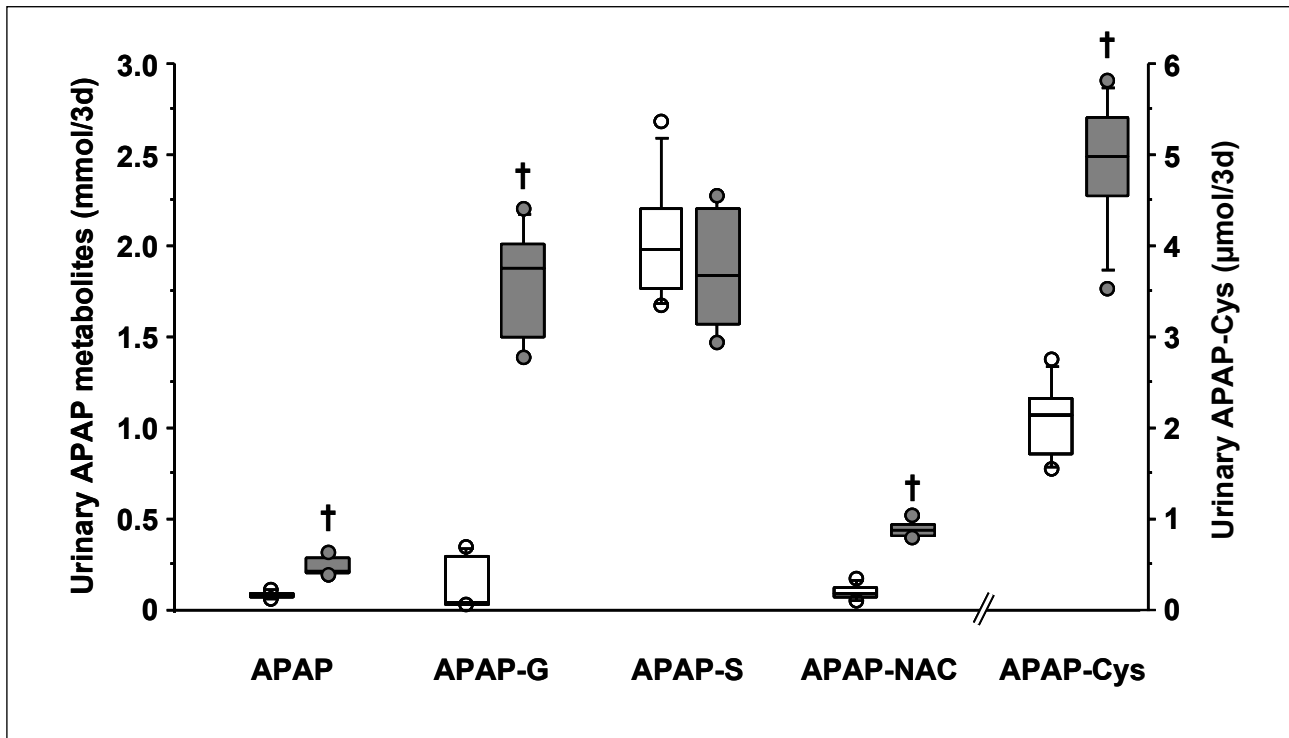 Urinary APAP metabolites (mmol/3d)
3.0
2.5
2.0
1.5
1.0
0.5
0
†
†
†
†
6
5
4
3
2
1
0
Urinary APAP-Cys (μmol/3d)
APAP
APAP-G
APAP-S
APAP-NAC
APAP-Cys